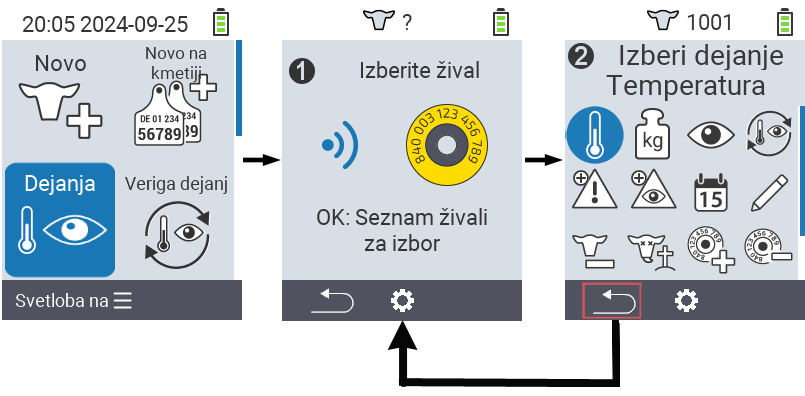 20:05 2024-09-25
Novo
Novo na
kmetiji
DE 01 234
56789
234
89
Dejanja
Veriga dejanj
Svetloba na
?
1
Izberite žival
840 003 123 456 789
OK: Seznam živali
za izbor
1001
2
Izberi dejanje
Temperatura
kg
15
840 123 456 789
840 123 456 789